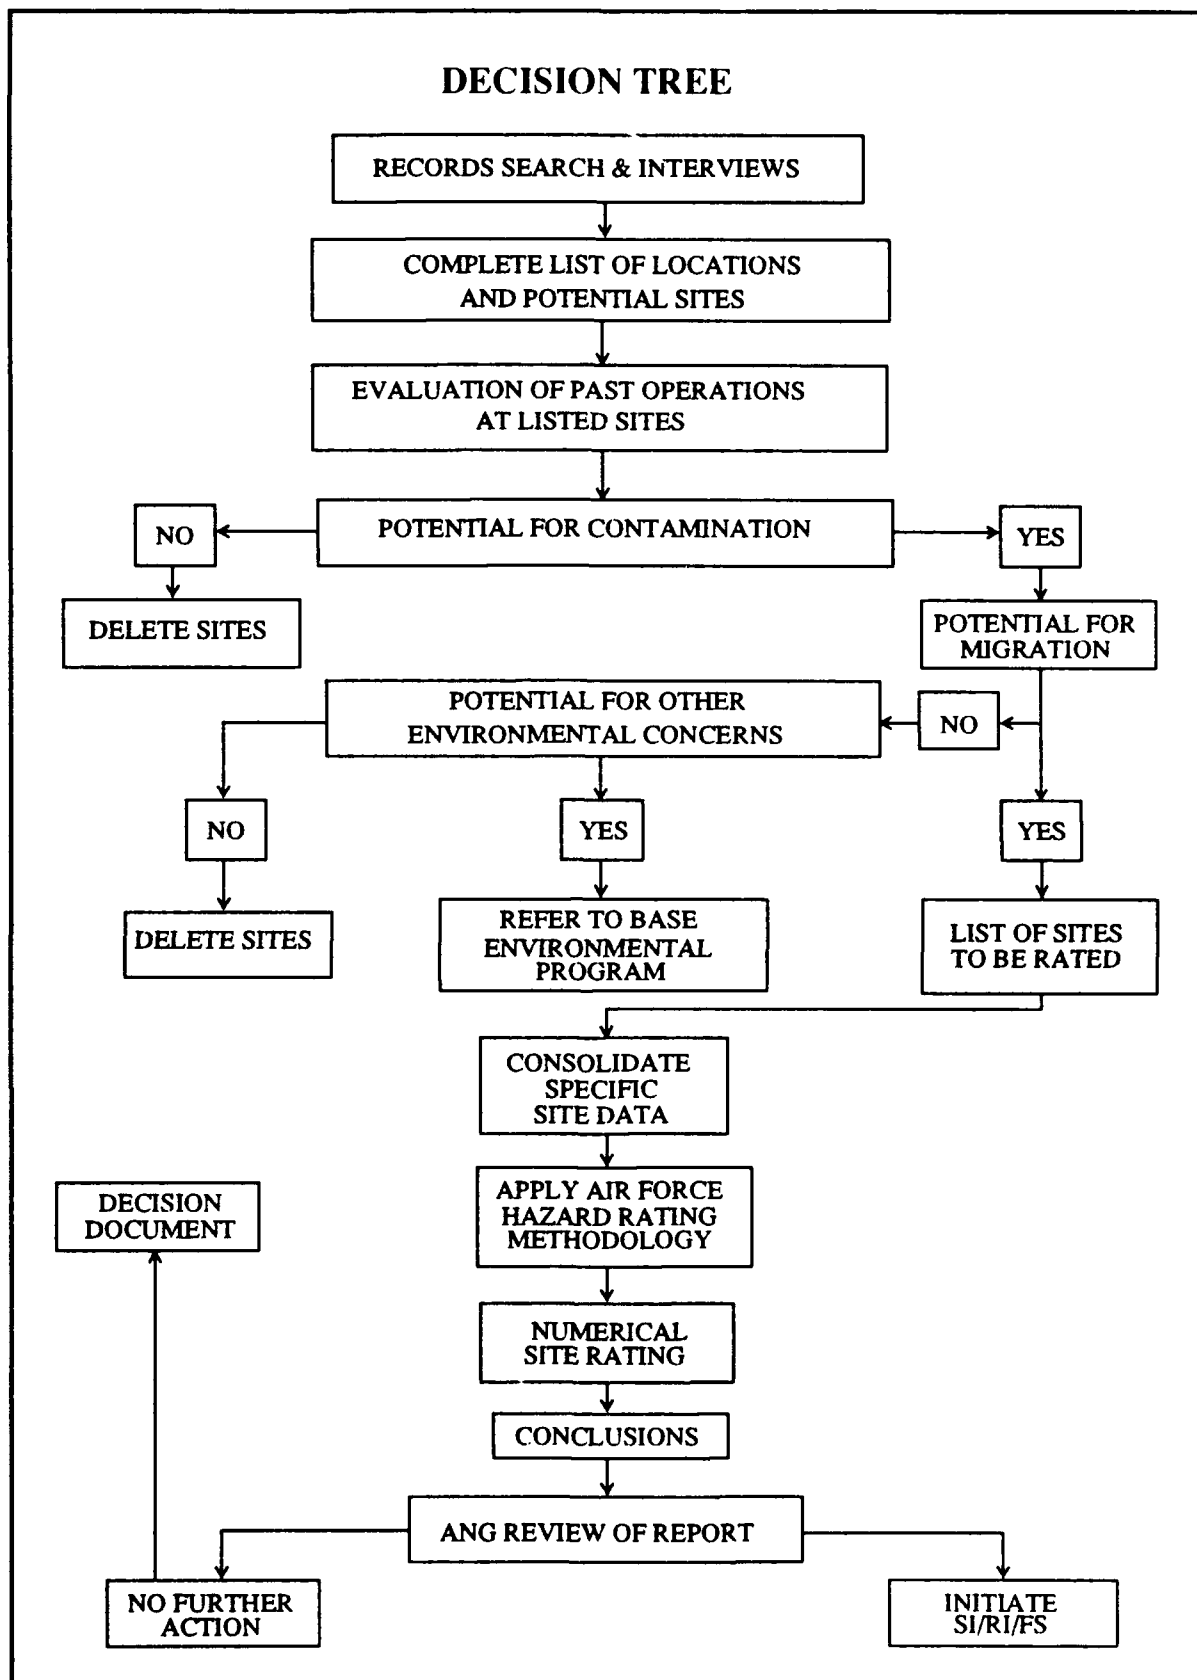 DECISION TREE
RECORDS SEARCH & INTERVIEWS
COMPLETE LIST OF LOCATIONS
AND POTENTIAL SITES
EVALUATION OF PAST OPERATIONS
AT LISTED SITES
NO
POTENTIAL FOR CONTAMINATION
YES
DELETE SITES
POTENTIAL FOR
MIGRATION
POTENTIAL FOR OTHER
ENVIRONMENTAL CONCERNS
NO
NO
YES
YES
DELETE SITES
REFER TO BASE
ENVIRONMENTAL
PROGRAM
LIST OF SITES
TO BE RATED
CONSOLIDATE
SPECIFIC
SITE DATA
APPLY AIR FORCE
HAZARD RATING
METHODOLOGY
DECISION
DOCUMENT
NUMERICAL
SITE RATING
CONCLUSIONS
ANG REVIEW OF REPORT
NO FURTHER
ACTION
INITIATE
SI/RI/FS